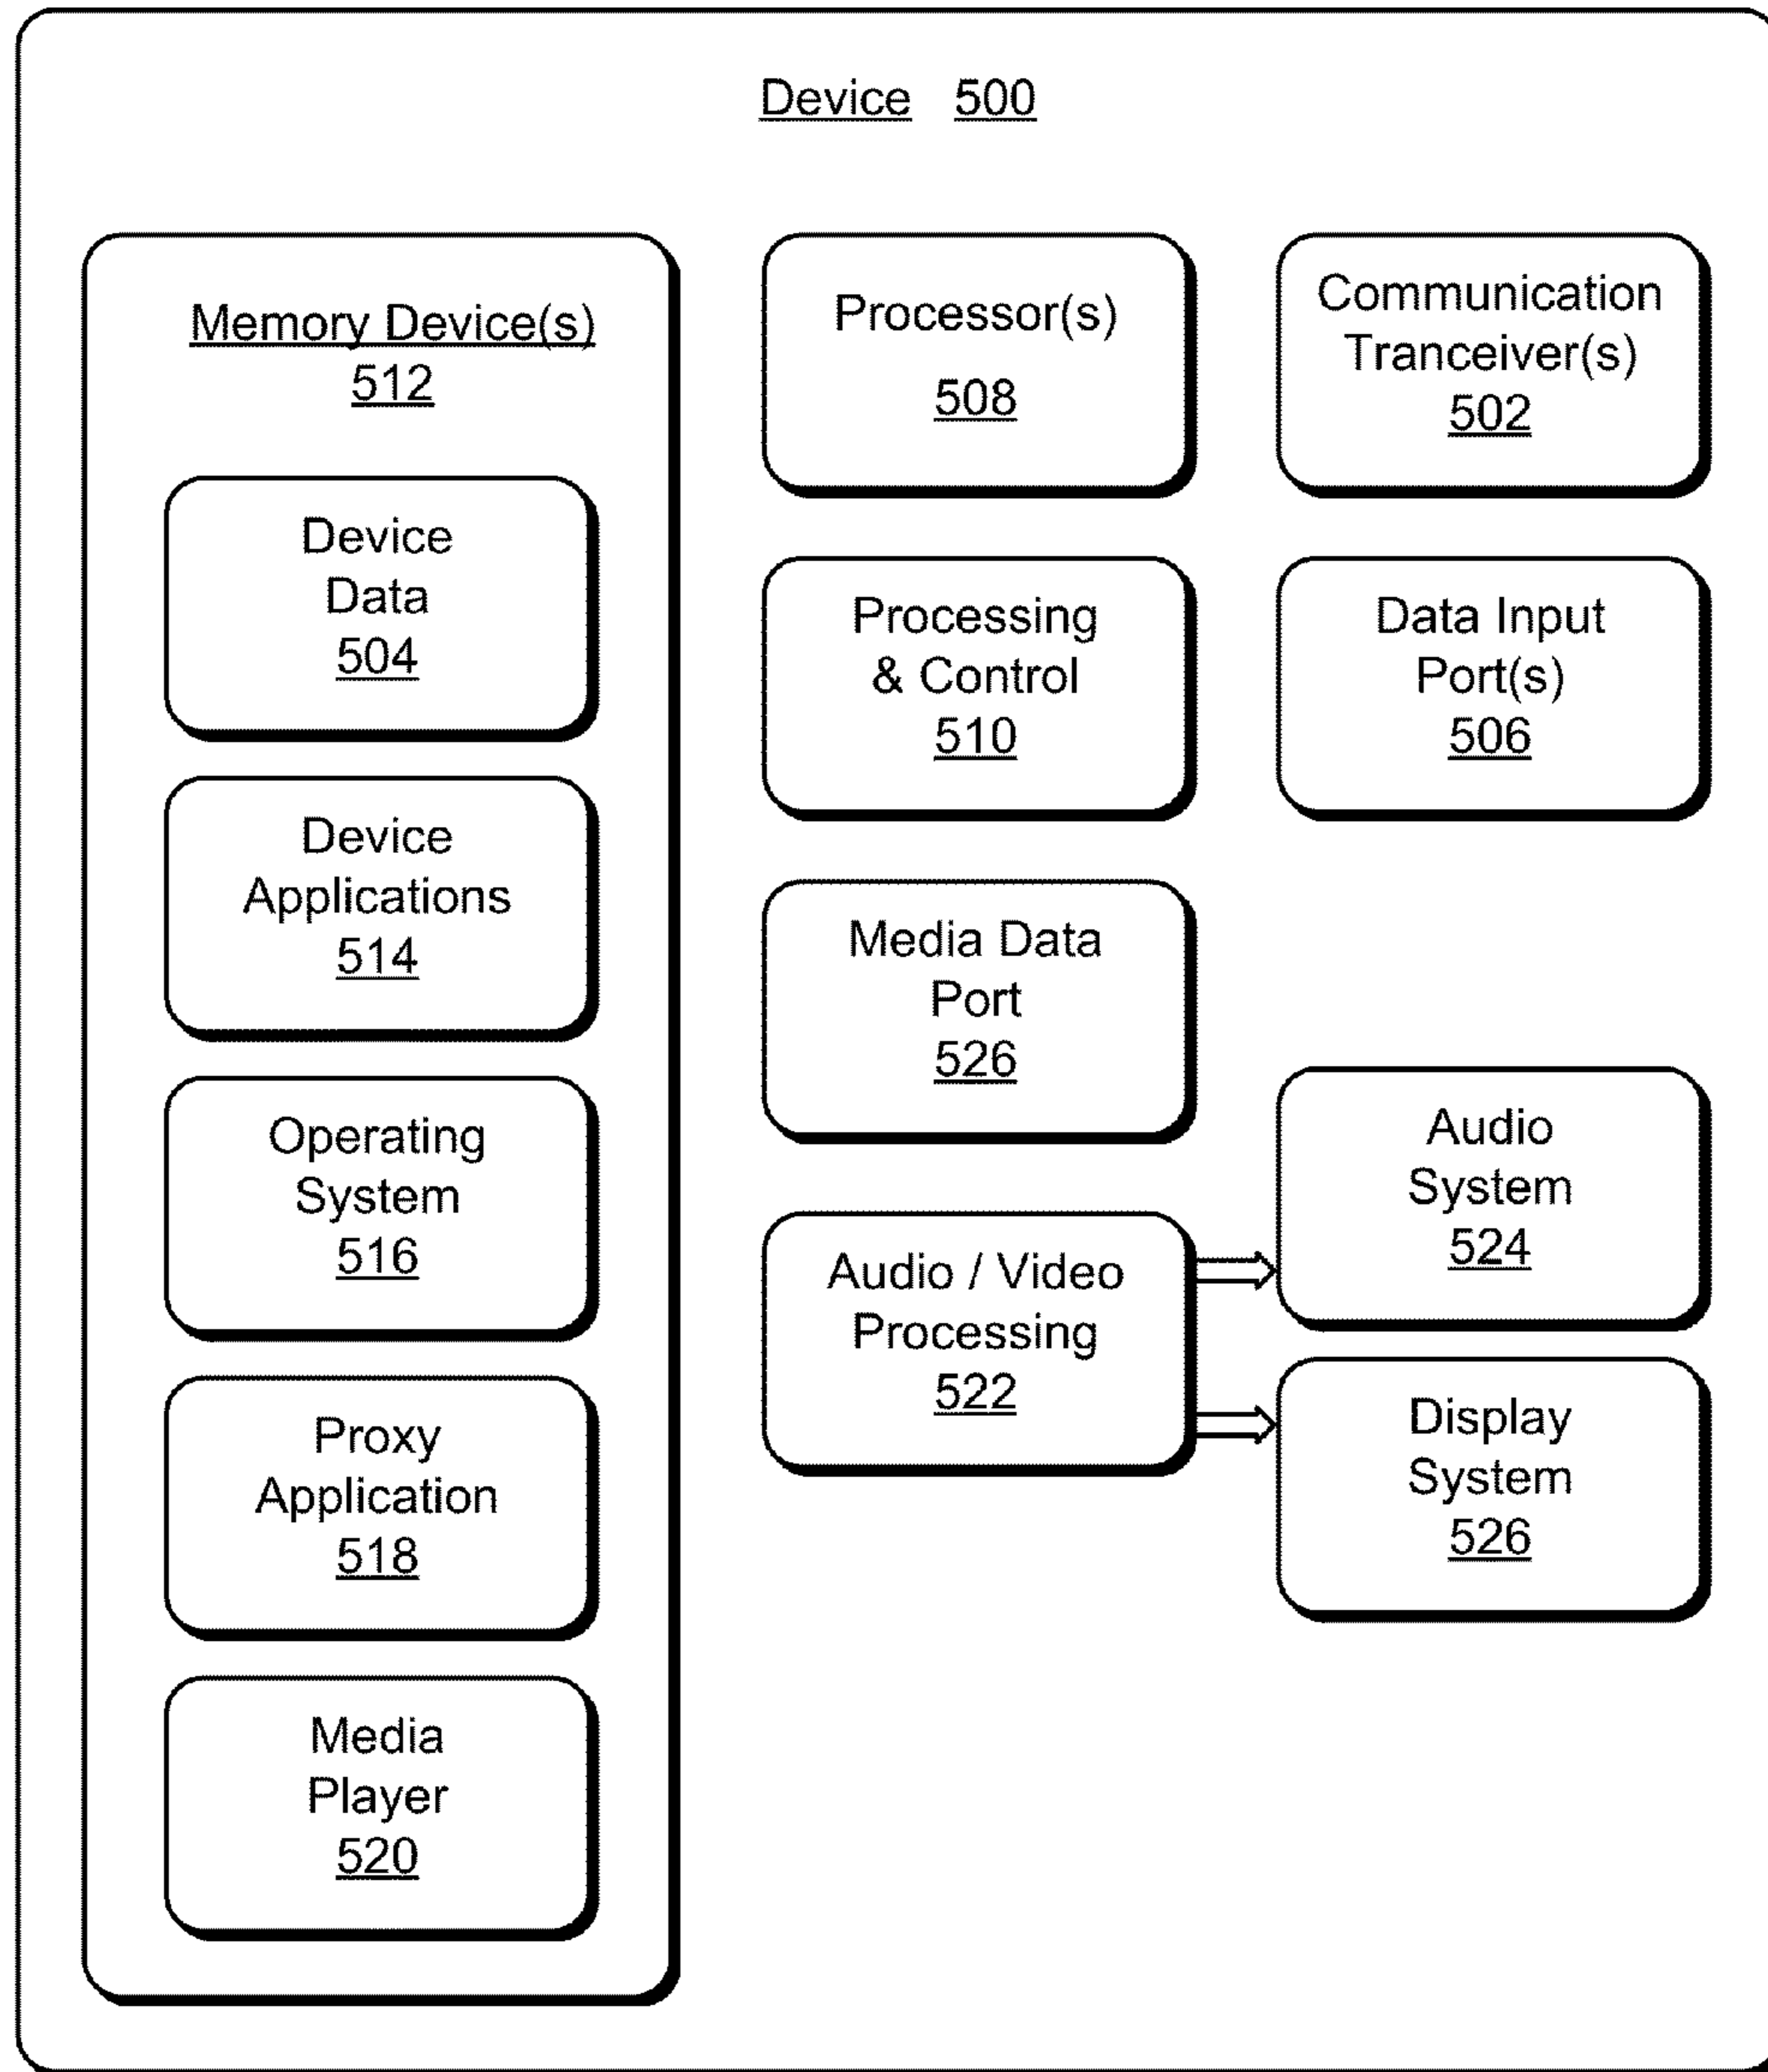 Device 500
Memory Device(s)
512
Device
Data
504
Device
Applications
514
Operating
System
516
Proxy
Application
518
Media
Player
520
Processor(s)
508
Processing
& Control
510
Media Data
Port
526
Audio / Video
Processing
522
Communication
Tranceiver(s)
502
Data Input
Port(s)
506
Audio
System
524
Display
System
526